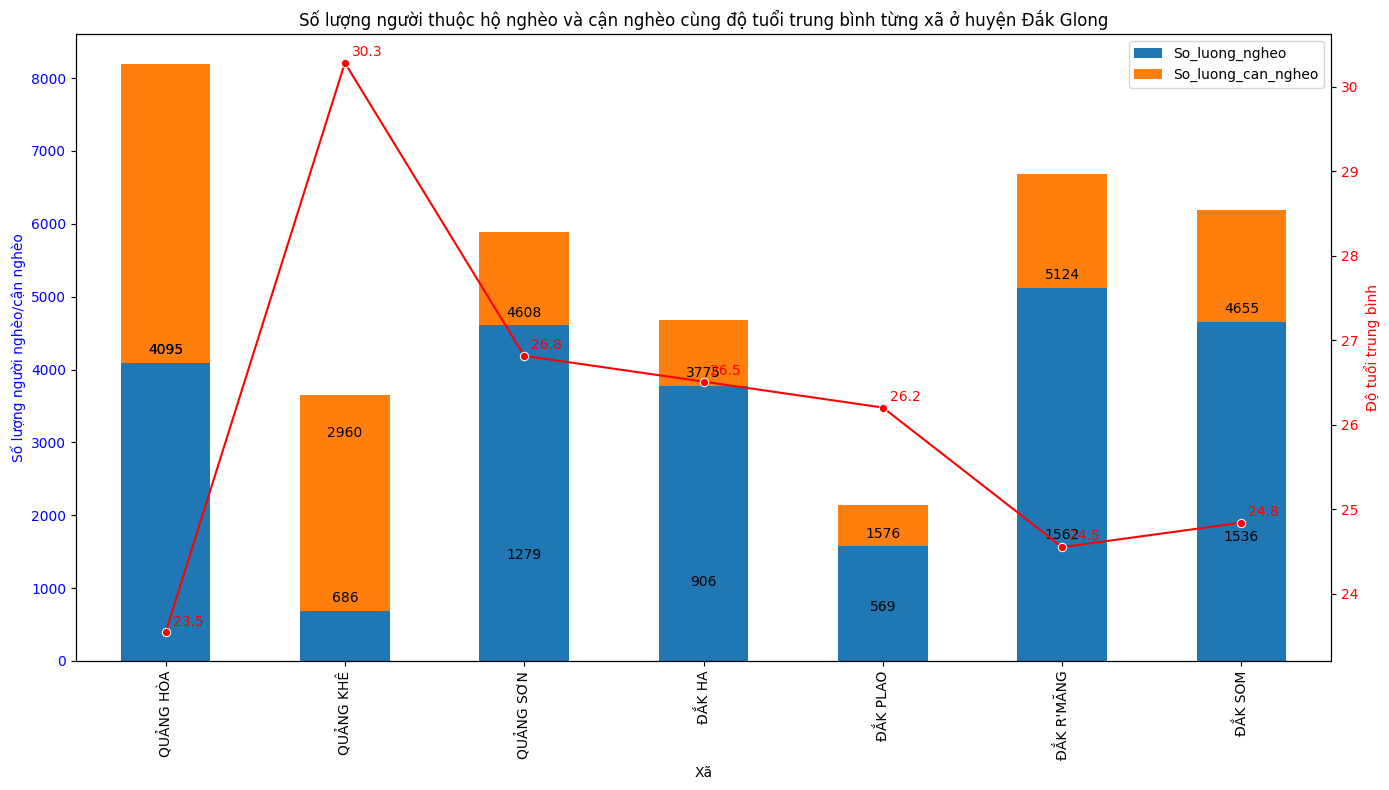 Số lượng người thuộc hộ nghèo và cận nghèo cùng độ tuổi trung bình từng xã ở huyện Đắk Glong
So_luong_ngheo
So_luong_can_ngheo
Số lượng người nghèo/cận nghèo
8000
7000
6000
5000
4000
3000
2000
1000
0
Độ tuổi trung bình
30
29
28
27
26
25
24
4095
23.5
30.3
2960
686
4608
26.8
1279
3775
26.5
906
26.2
1576
569
5124
1562
24.5
4655
24.8
1536
QUẢNG HÒA
QUẢNG KHÊ
QUẢNG SƠN
ĐẮK HA
ĐẮK PLAO
ĐẮK R'MĂNG
ĐẮK SOM
Xã